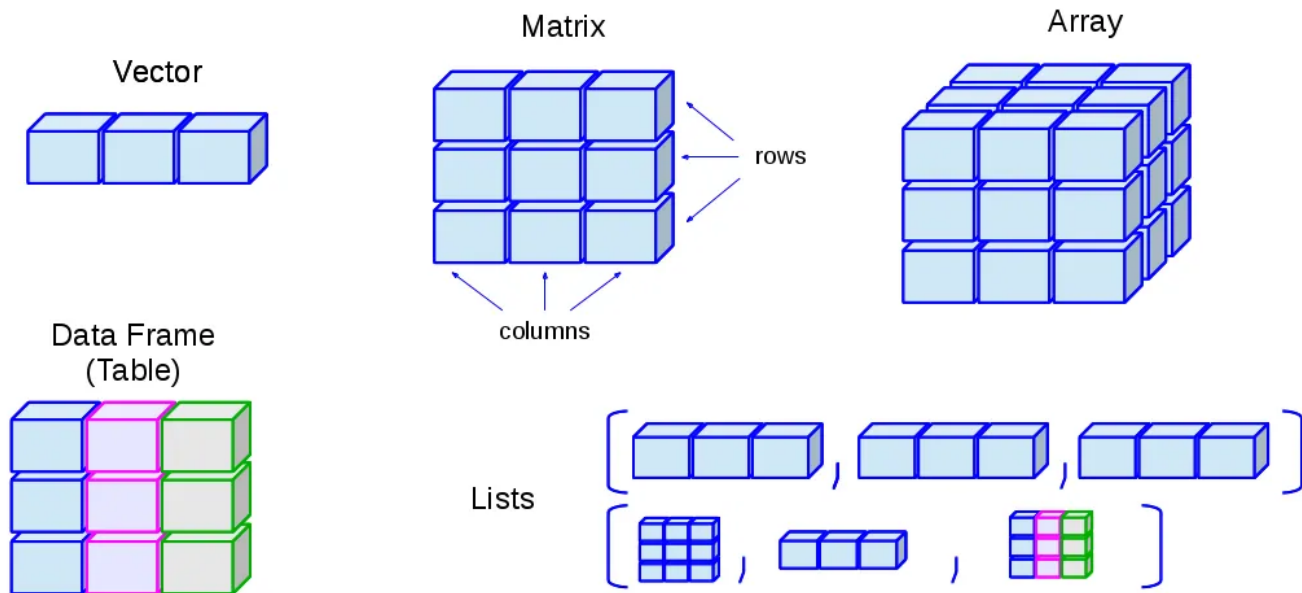 Vector
Matrix
Array
rows
columns
Data Frame
(Table)
Lists
, ,
, ,